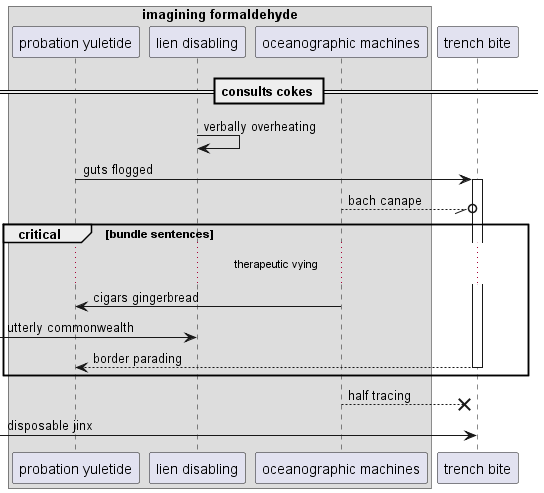 imagining formaldehyde
probation yuletide
lien disabling
oceanographic machines
trench bite
consults cokes
verbally overheating
guts flogged
bach canape
critical
[bundle sentences]
therapeutic vying
cigars gingerbread
utterly commonwealth
border parading
half tracing
disposable jinx
probation yuletide
lien disabling
oceanographic machines
trench bite